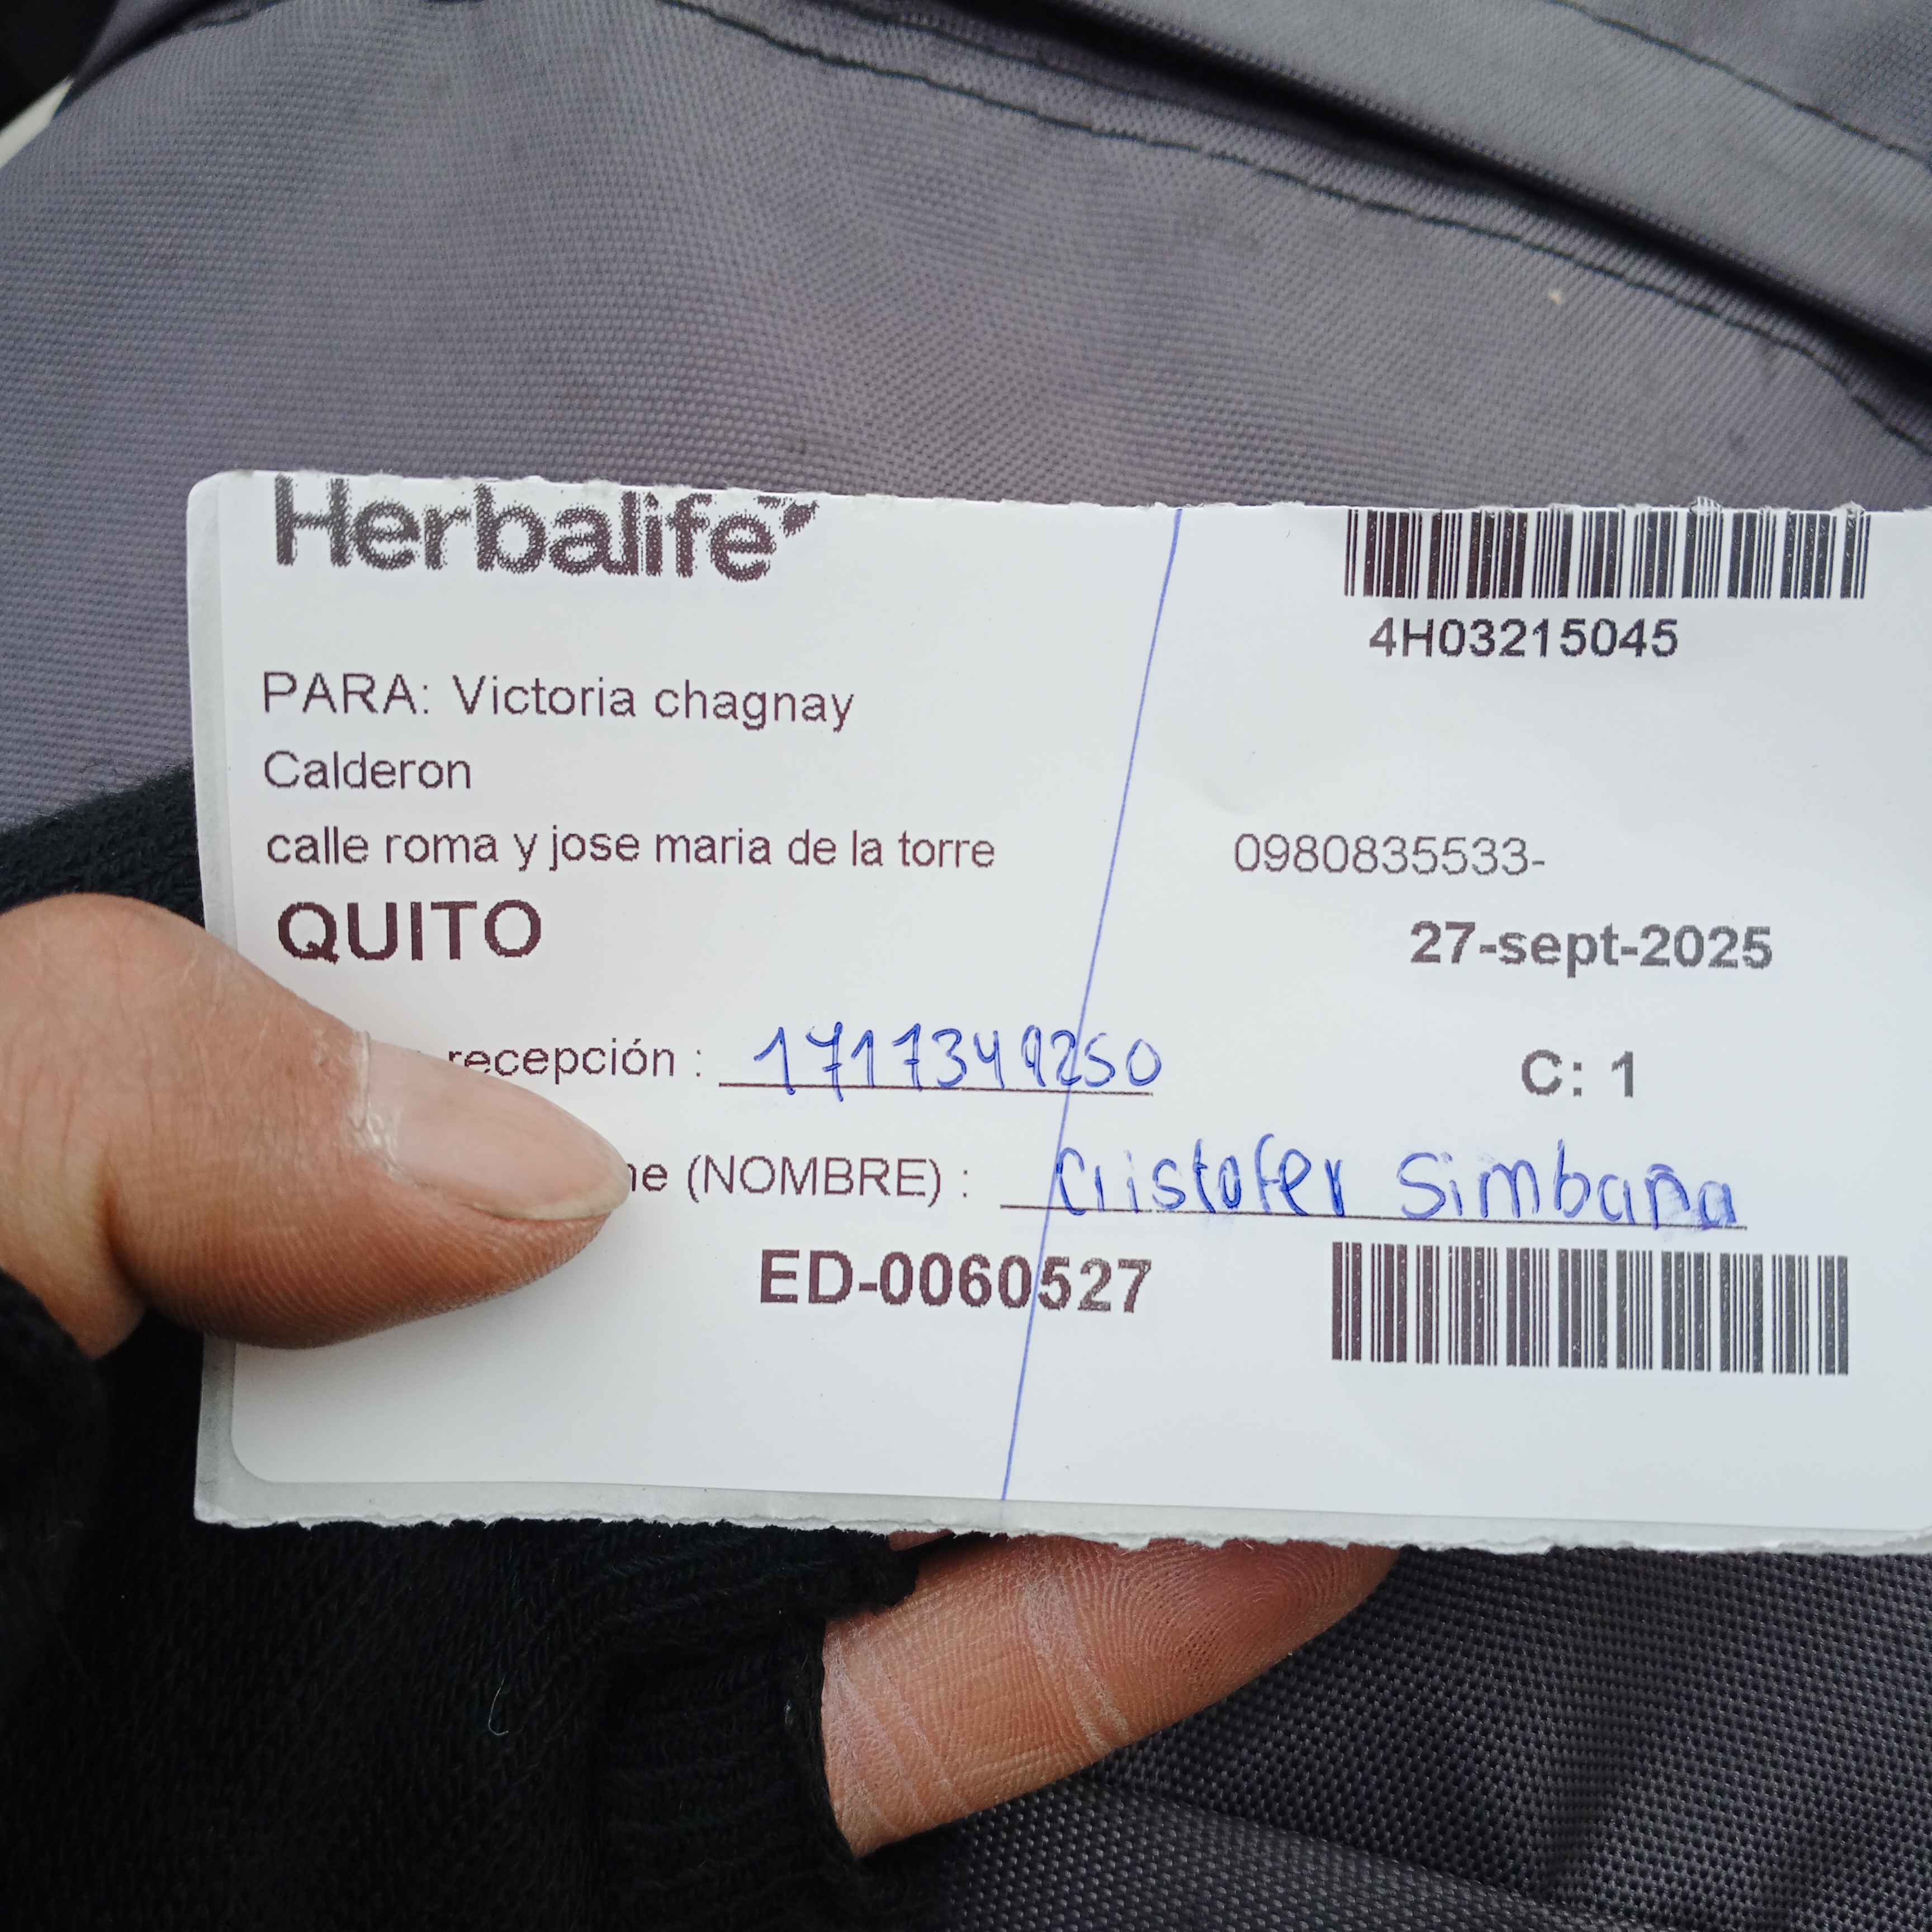 Herbalife
4H03215045
PARA: Victoria chagnay
Calderon
calle roma y jose maria de la torre 0980835533-
QUITO
27-sept-2025
recepción : 1717349250
C: 1
(NOMBRE) : Cristofer Simbaña
ED-0060527